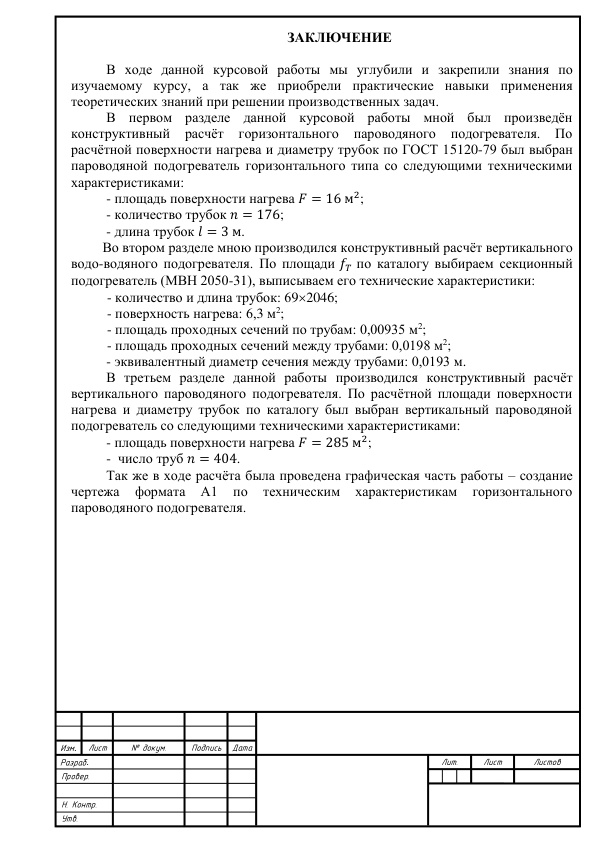 ЗАКЛЮЧЕНИЕ
В ходе данной курсовой работы мы углубили и закрепили знания по
изучаемому курсу, а так же приобрели практические навыки применения
теоретических знаний при решении производственных задач.
В первом разделе данной курсовой работы мной был произведён
конструктивный расчёт горизонтального пароводяного подогревателя. По
расчётной поверхности нагрева и диаметру трубок по ГОСТ 15120-79 был выбран
пароводяной подогреватель горизонтального типа со следующими техническими
характеристиками:
- площадь поверхности нагрева 𝐹 = 16 м²;
- количество трубок 𝑛 = 176;
- длина трубок 𝑙 = 3 м.
Во втором разделе мною производился конструктивный расчёт вертикального
водо-водяного подогревателя. По площади 𝑓_Т по каталогу выбираем секционный
подогреватель (МВН 2050-31), выписываем его технические характеристики:
- количество и длина трубок: 69×2046;
- поверхность нагрева: 6,3 м²;
- площадь проходных сечений по трубам: 0,00935 м²;
- площадь проходных сечений между трубами: 0,0198 м²;
- эквивалентный диаметр сечения между трубами: 0,0193 м.
В третьем разделе данной работы производился конструктивный расчёт
вертикального пароводяного подогревателя. По расчётной площади поверхности
нагрева и диаметру трубок по каталогу был выбран вертикальный пароводяной
подогреватель со следующими техническими характеристиками:
- площадь поверхности нагрева 𝐹 = 285 м²;
- число труб 𝑛 = 404.
Так же в ходе расчёта была проведена графическая часть работы – создание
чертежа формата А1 по техническим характеристикам горизонтального
пароводяного подогревателя.
Изм. Лист № докум. Подпись Дата
Разраб. Лит. Лист Листов
Провер.
Н. Контр.
Утв.